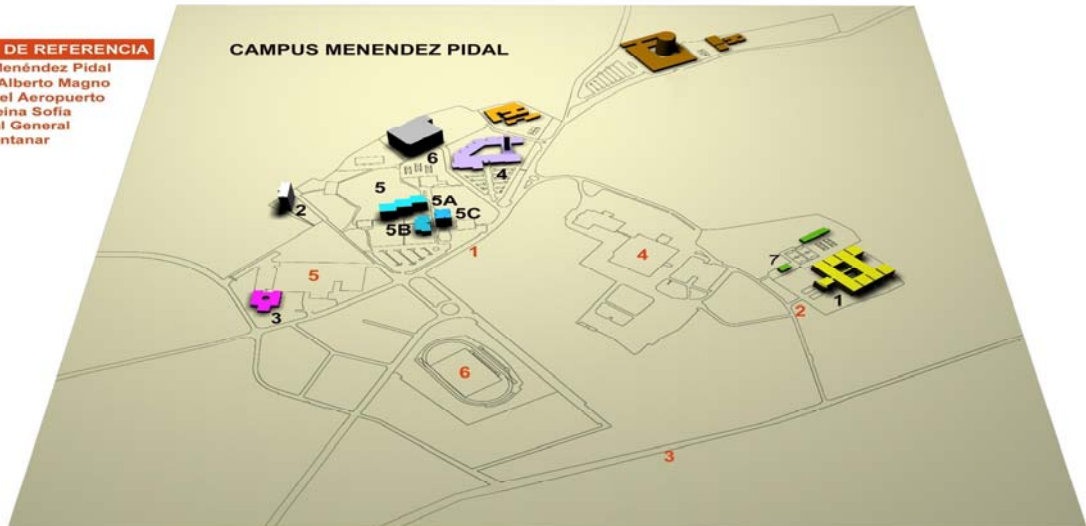 DE REFERENCIA
Menéndez Pidal
Alberto Magno
el Aeropuerto
eina Sofía
l General
ntanar
CAMPUS MENENDEZ PIDAL
6
4
5
5A
2
5C
5B
1
4
7
5
1
3
2
6
3